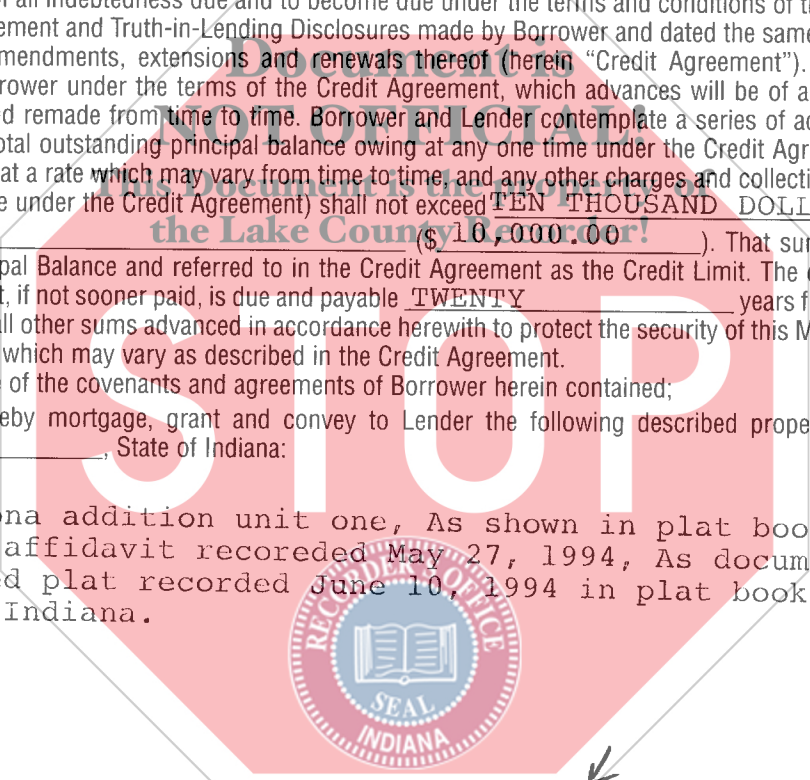 of all indebtedness due and to become due under the terms and conditions of t
ement and Truth-in-Lending Disclosures made by Borrower and dated the same
mendments, extensions and renewals thereof (herein "Credit Agreement").
Document is
rrower under the terms of the Credit Agreement, which advances will be of a
d remade from time to time. Borrower and Lender contemplate a series of a
NOT OFFICIAL!
otal outstanding principal balance owing at any one time under the Credit Agr
at a rate which may vary from time to time, and any other charges and collecti
This Document is the property of
e under the Credit Agreement) shall not exceed TEN THOUSAND DOLL
the Lake County Recorder!
($ 10,000.00 ). That su
pal Balance and referred to in the Credit Agreement as the Credit Limit. The
t, if not sooner paid, is due and payable TWENTY years f
ll other sums advanced in accordance herewith to protect the security of this M
which may vary as described in the Credit Agreement.
e of the covenants and agreements of Borrower herein contained;
STOP
eby mortgage, grant and convey to Lender the following described prope
, State of Indiana:
na addition unit one, As shown in plat boo
affidavit recoreded May 27, 1994, As docum
d plat recorded June 10, 1994 in plat book
Indiana.
RECORDER'S OFFICE
SEAL
INDIANA